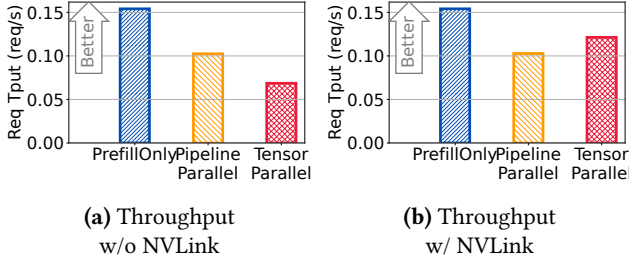 Req Tput (req/s)
0.15
0.10
0.05
0.00
Better
PrefillOnly Pipeline Tensor
Parallel Parallel
(a) Throughput
w/o NVLink
Req Tput (req/s)
0.15
0.10
0.05
0.00
Better
PrefillOnly Pipeline Tensor
Parallel Parallel
(b) Throughput
w/ NVLink